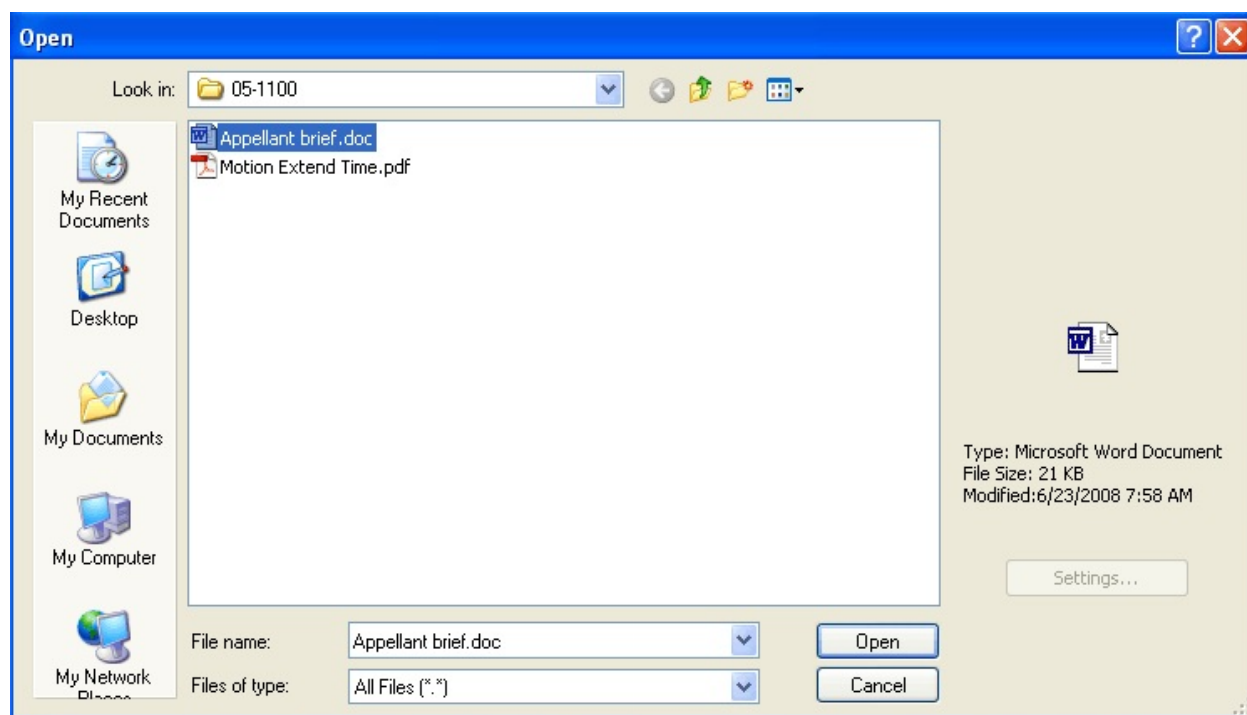 Open
Look in: 05-1100
Appellant brief.doc
Motion Extend Time.pdf
My Recent
Documents
Desktop
My Documents
My Computer
My Network
Places
Type: Microsoft Word Document
File Size: 21 KB
Modified:6/23/2008 7:58 AM
Settings...
File name: Appellant brief.doc Open
Files of type: All Files (*.*) Cancel